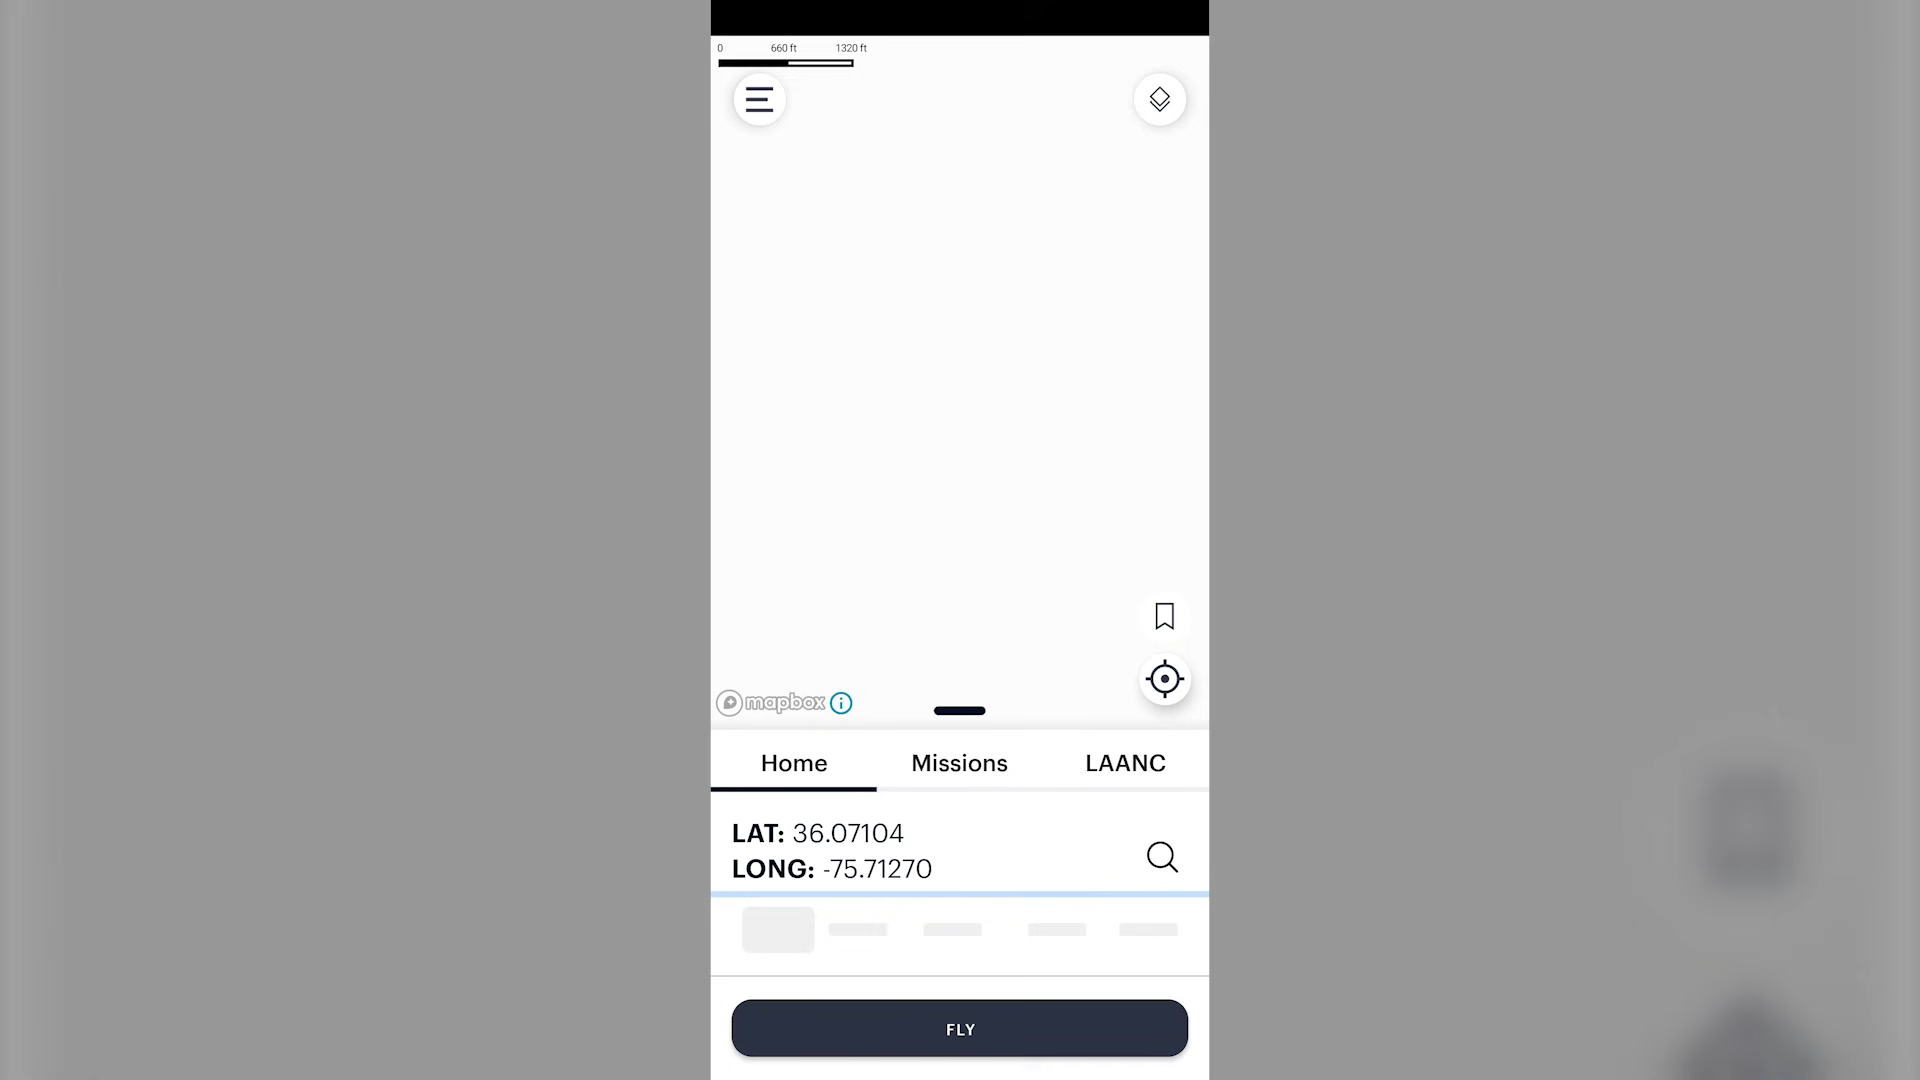 0 660 ft 1320 ft
mapbox
Home Missions LAANC
LAT: 36.07104
LONG: -75.71270
FLY